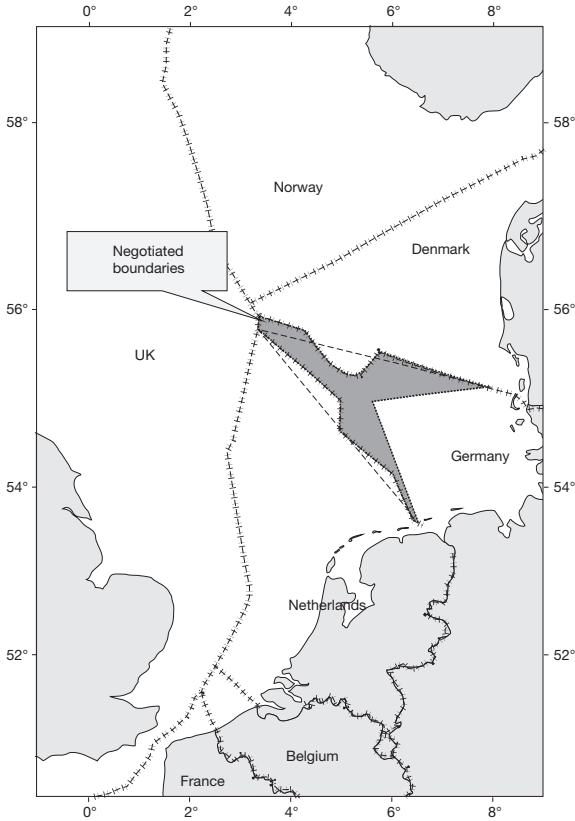 0° 2° 4° 6° 8°
58° 58°
Norway
Negotiated
boundaries
Denmark
56° 56°
UK
Germany
54° 54°
Netherlands
52° 52°
Belgium
France
0° 2° 4° 6° 8°